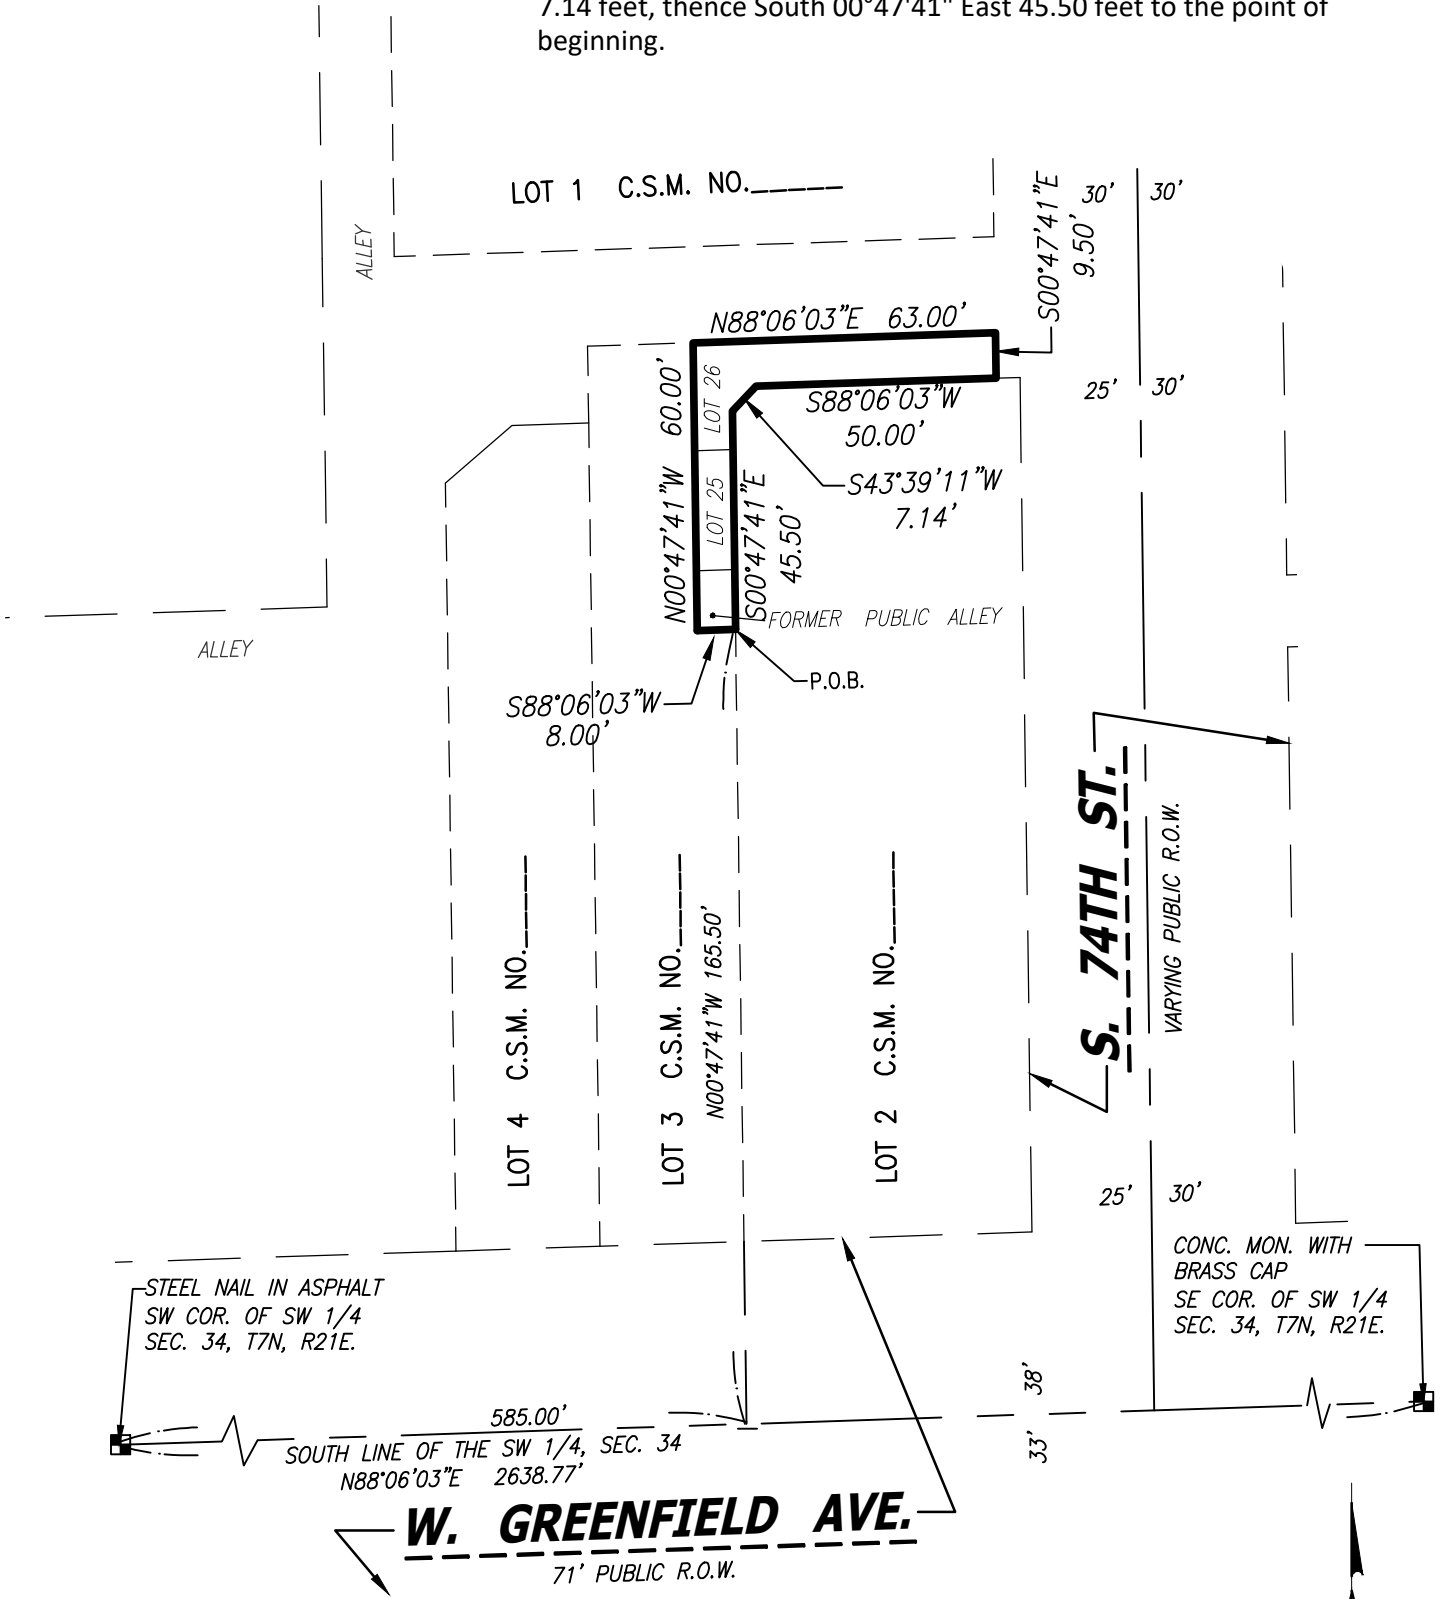 7.14 feet, thence South 00°47'41" East 45.50 feet to the point of
beginning.
LOT 1 C.S.M. NO._____
ALLEY
S00°47'41"E
9.50'
30'
30'
N88°06'03"E 63.00'
N00°47'41"W 60.00'
LOT 26
LOT 25
S88°06'03"W
50.00'
25'
30'
S43°39'11"W
7.14'
S00°47'41"E
45.50'
FORMER PUBLIC ALLEY
ALLEY
P.O.B.
S88°06'03"W
8.00'
S. 74TH ST.
VARYING PUBLIC R.O.W.
LOT 4 C.S.M. NO._____
LOT 3 C.S.M. NO._____
N00°47'41"W 165.50'
LOT 2 C.S.M. NO._____
25'
30'
STEEL NAIL IN ASPHALT
SW COR. OF SW 1/4
SEC. 34, T7N, R21E.
CONC. MON. WITH
BRASS CAP
SE COR. OF SW 1/4
SEC. 34, T7N, R21E.
38'
33'
585.00'
SOUTH LINE OF THE SW 1/4, SEC. 34
N88°06'03"E 2638.77'
W. GREENFIELD AVE.
71' PUBLIC R.O.W.